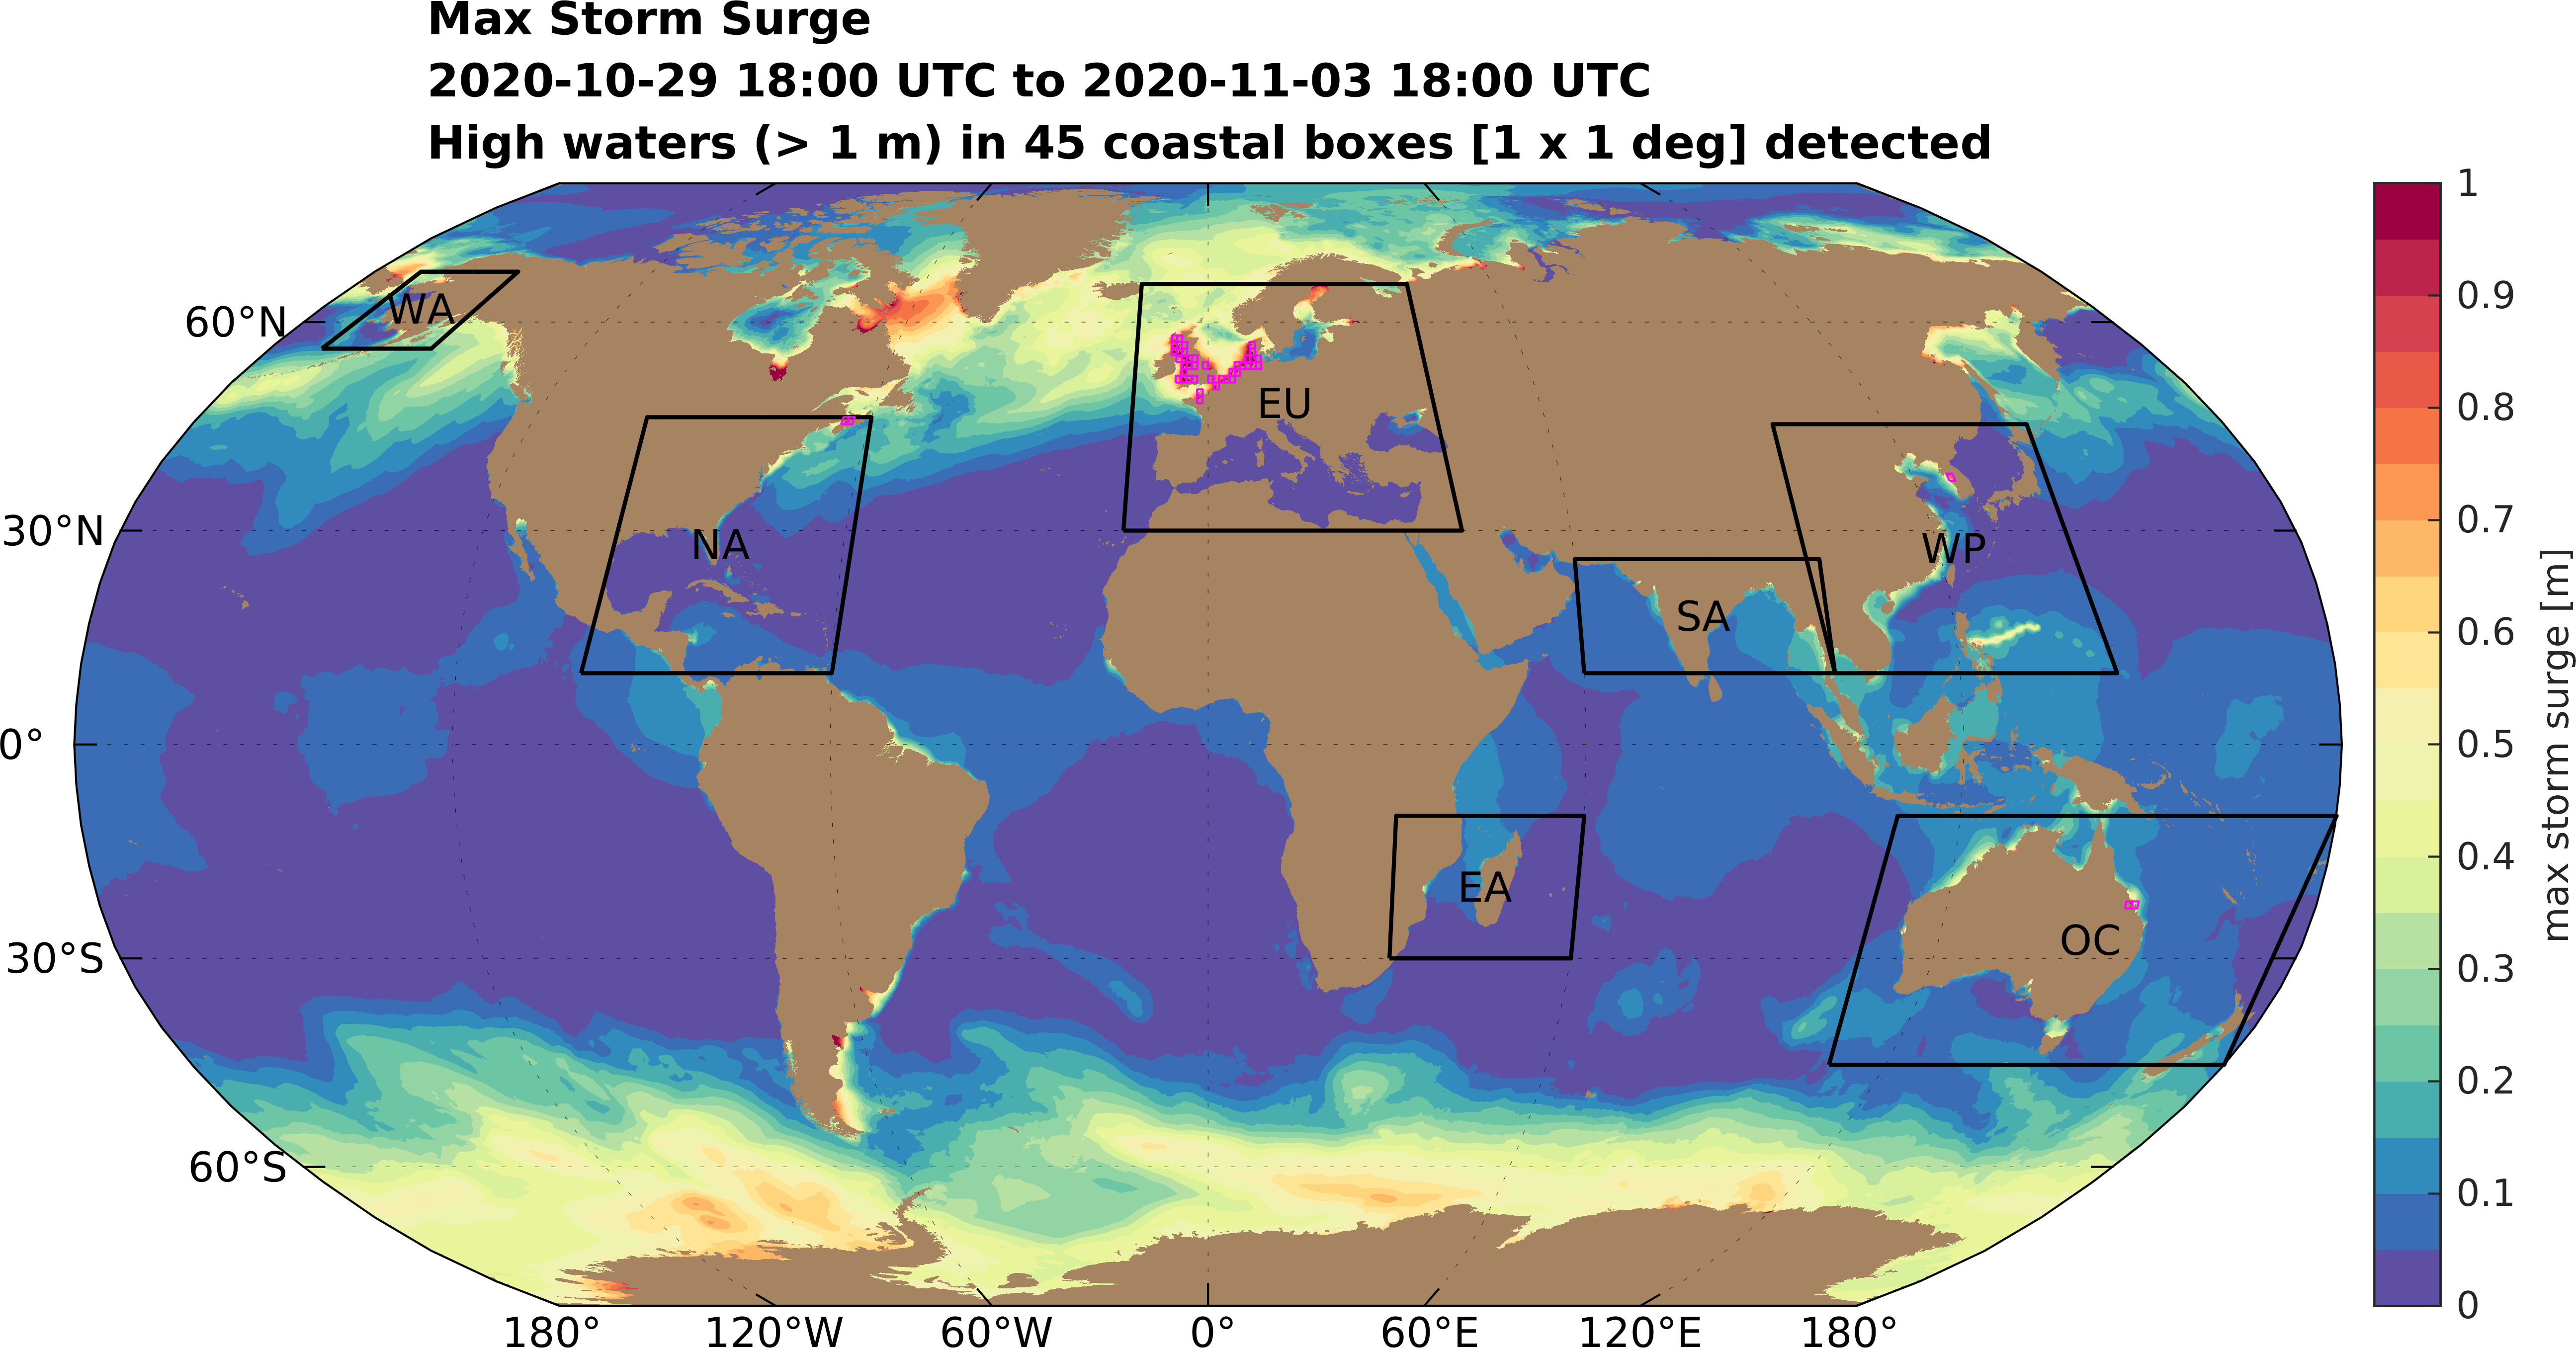 Max Storm Surge
2020-10-29 18:00 UTC to 2020-11-03 18:00 UTC
High waters (> 1 m) in 45 coastal boxes [1 x 1 deg] detected
60°N
30°N
0°
30°S
60°S
WA
NA
EU
SA
WP
EA
OC
180°
120°W
60°W
0°
60°E
120°E
180°
1
0.9
0.8
0.7
0.6
0.5
0.4
0.3
0.2
0.1
0
max storm surge [m]